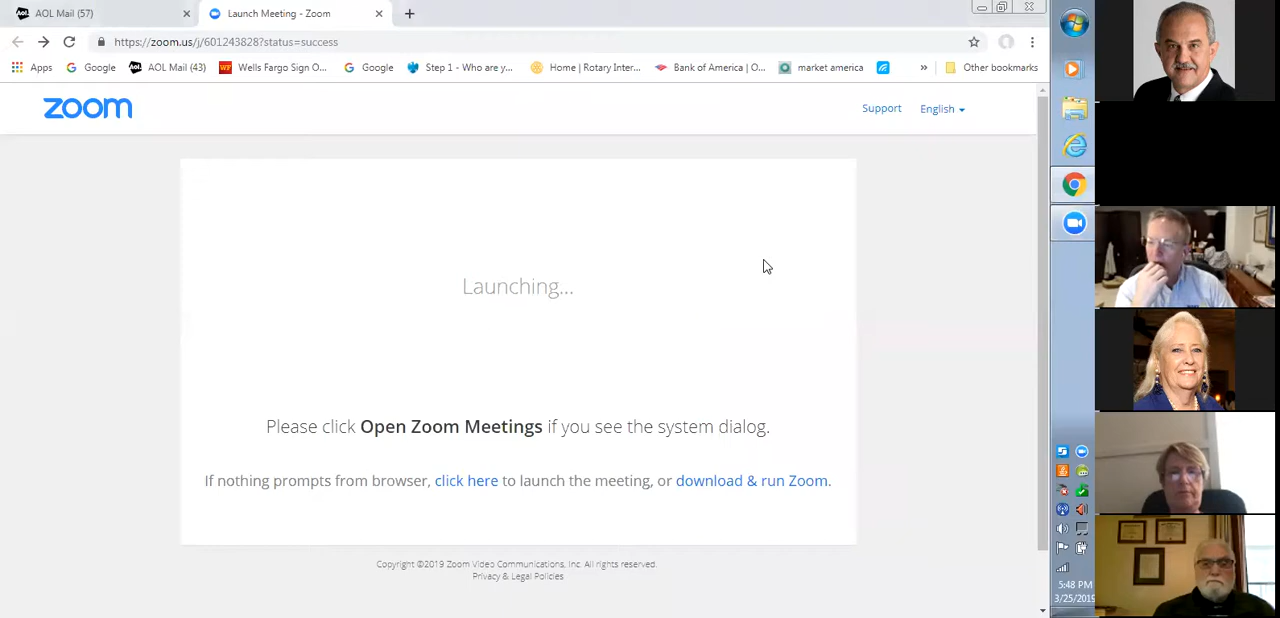 AOL Mail (57)
Launch Meeting - Zoom
https://zoom.us/j/601243828?status=success
Apps
Google
AOL Mail (43)
Wells Fargo Sign O...
Google
Step 1 - Who are y...
Home | Rotary Inter...
Bank of America | O...
market america
»
Other bookmarks
zoom
Support
English
Launching...
Please click Open Zoom Meetings if you see the system dialog.
If nothing prompts from browser, click here to launch the meeting, or download & run Zoom.
Copyright ©2019 Zoom Video Communications, Inc. All rights reserved.
Privacy & Legal Policies
5:48 PM
3/25/2019